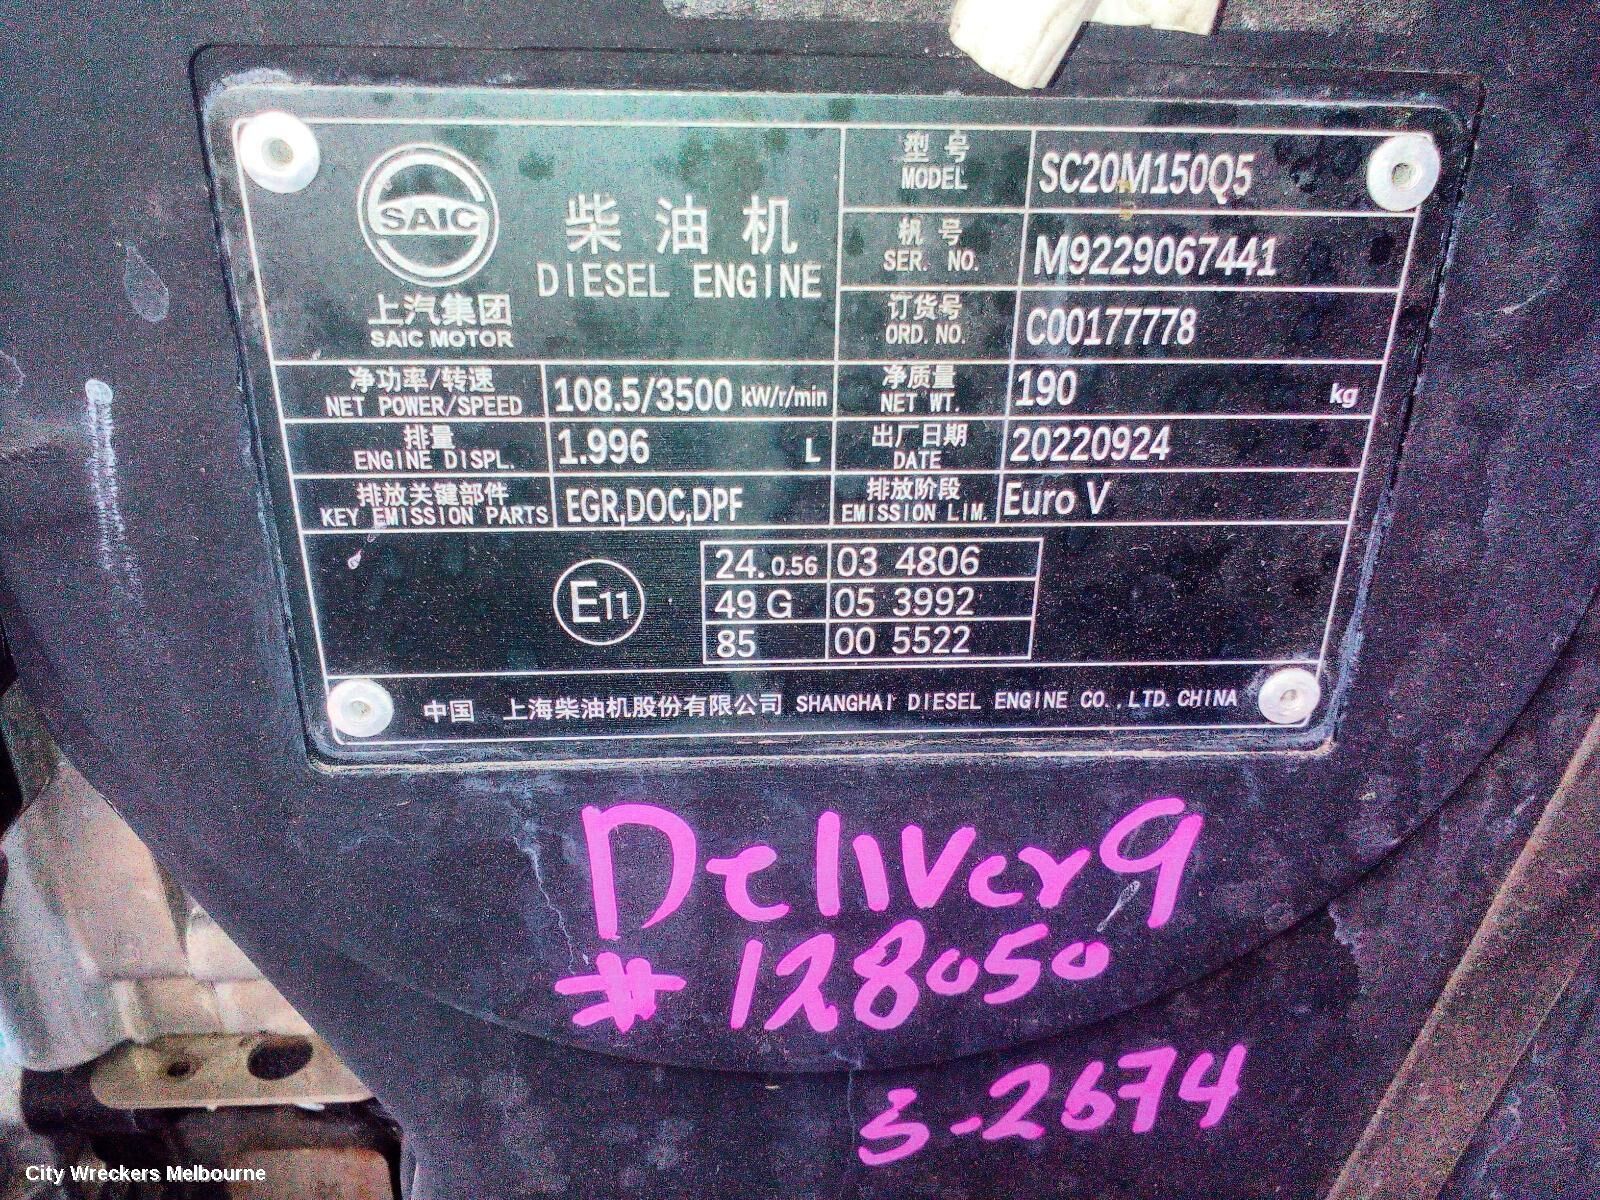 SAIC
上汽集团
SAIC MOTOR
柴油机
DIESEL ENGINE
型号
MODEL
SC20M150Q5
机号
SER. NO.
M9229067441
订货号
ORD. NO.
C00177778
净功率/转速
NET POWER/SPEED
108.5/3500 kW/r/min
净质量
NET WT.
190 kg
排量
ENGINE DISPL.
1.996 L
出厂日期
DATE
20220924
排放关键部件
KEY EMISSION PARTS
EGR,DOC,DPF
排放阶段
EMISSION LIM.
Euro V
E11
24.0.56 03 4806
49 G 05 3992
85 00 5522
中国 上海柴油机股份有限公司 SHANGHAI DIESEL ENGINE CO.,LTD.CHINA
Deliver9
# 128050
S-2674
City Wreckers Melbourne